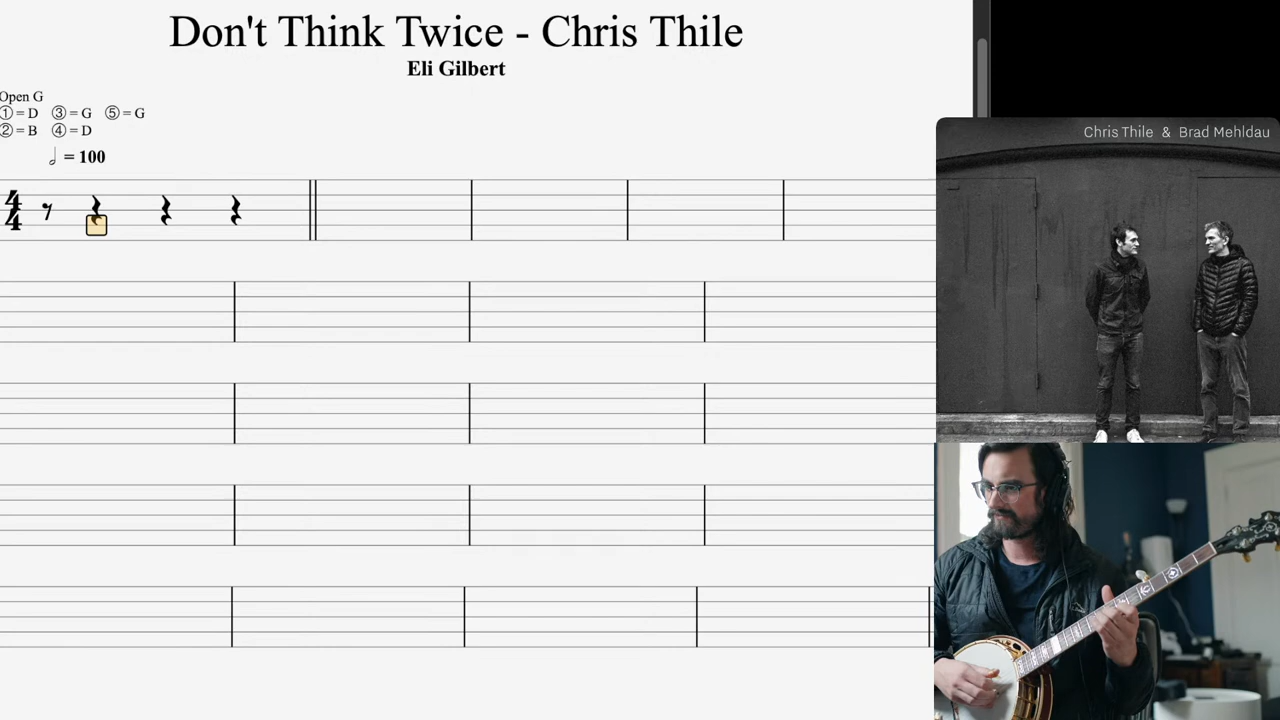 Don't Think Twice - Chris Thile
Eli Gilbert
Open G
①=D ③=G ⑤=G
②=B ④=D
𝅗𝅥 = 100
4
4
Chris Thile & Brad Mehldau